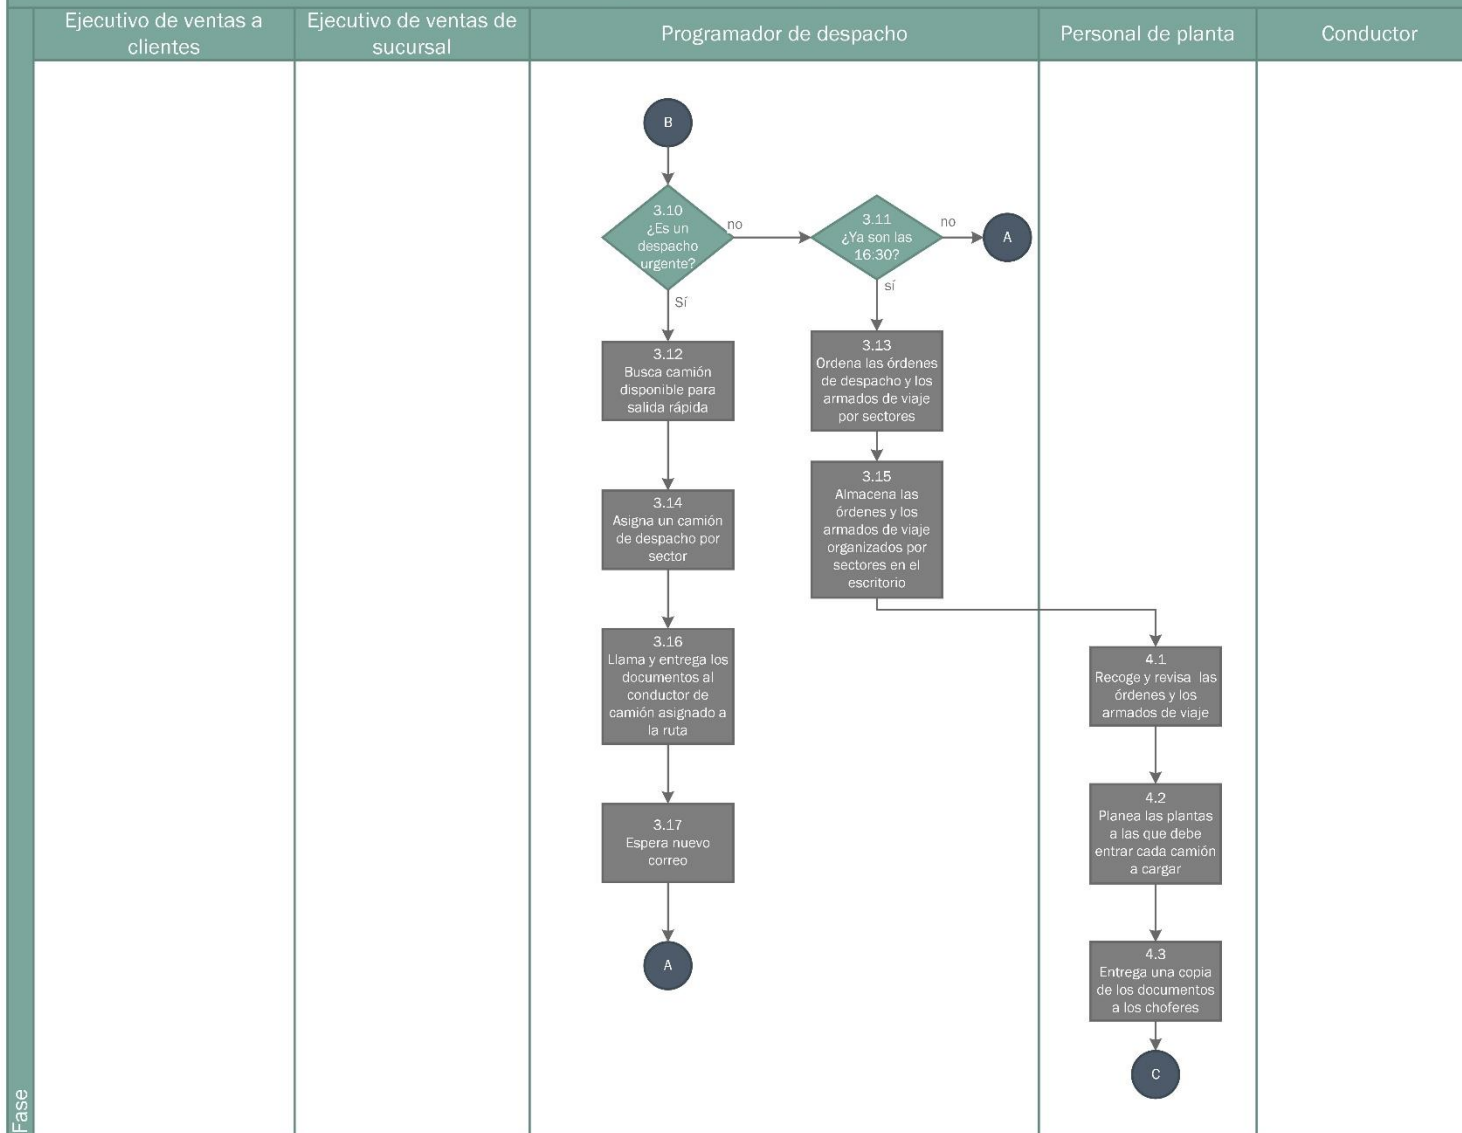 Ejecutivo de ventas a
clientes
Ejecutivo de ventas de
sucursal
Programador de despacho
Personal de planta
Conductor
Fase
B
3.10
¿Es un
despacho
urgente?
no
3.11
¿Ya son las
16:30?
no
A
Sí
sí
3.12
Busca camión
disponible para
salida rápida
3.13
Ordena las órdenes
de despacho y los
armados de viaje
por sectores
3.14
Asigna un camión
de despacho por
sector
3.15
Almacena las
órdenes y los
armados de viaje
organizados por
sectores en el
escritorio
3.16
Llama y entrega los
documentos al
conductor de
camión asignado a
la ruta
3.17
Espera nuevo
correo
A
4.1
Recoge y revisa  las
órdenes y los
armados de viaje
4.2
Planea las plantas
a las que debe
entrar cada camión
a cargar
4.3
Entrega una copia
de los documentos
a los choferes
C